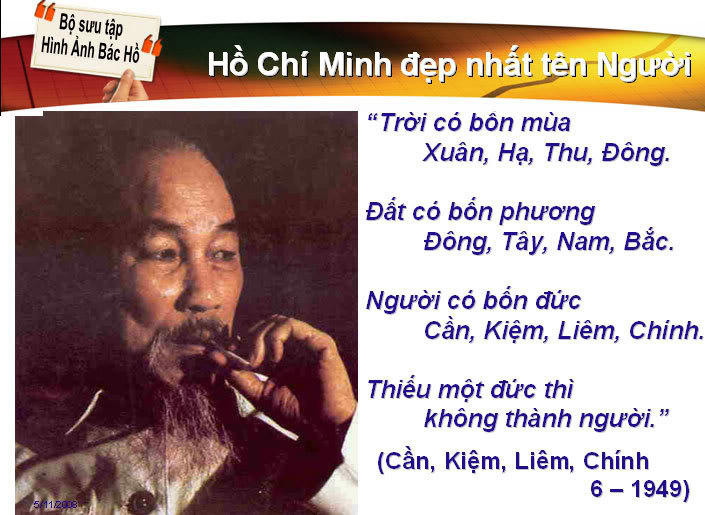 Bộ sưu tập
Hình Ảnh Bác Hồ
Hồ Chí Minh đẹp nhất tên Người
“Trời có bốn mùa
Xuân, Hạ, Thu, Đông.
Đất có bốn phương
Đông, Tây, Nam, Bắc.
Người có bốn đức
Cần, Kiệm, Liêm, Chính.
Thiếu một đức thì
không thành người.”
(Cần, Kiệm, Liêm, Chính
6 – 1949)
5/11/2008